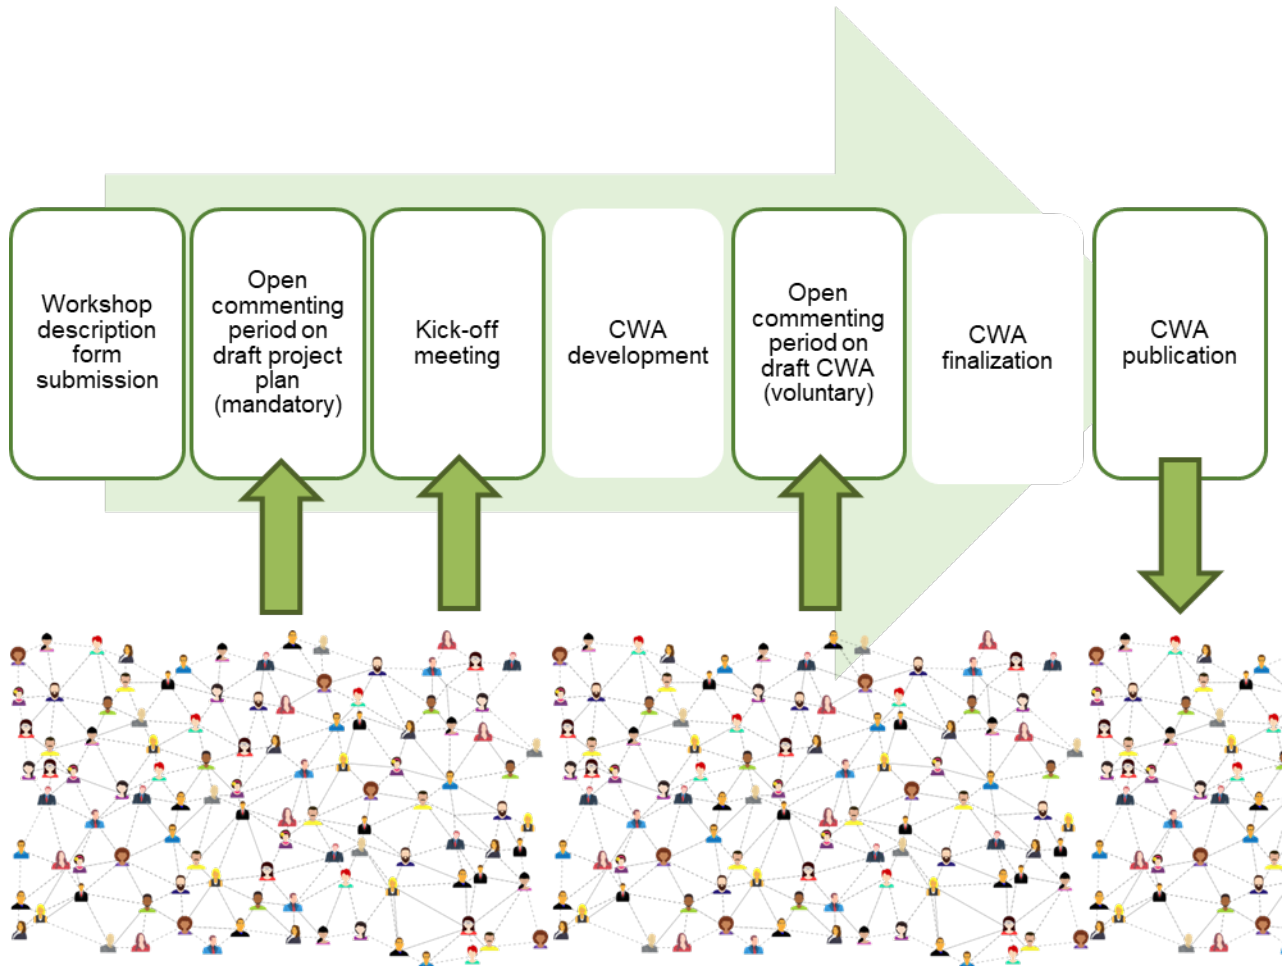 Workshop
description
form
submission
Open
commenting
period on
draft project
plan
(mandatory)
Kick-off
meeting
CWA
development
Open
commenting
period on
draft CWA
(voluntary)
CWA
finalization
CWA
publication